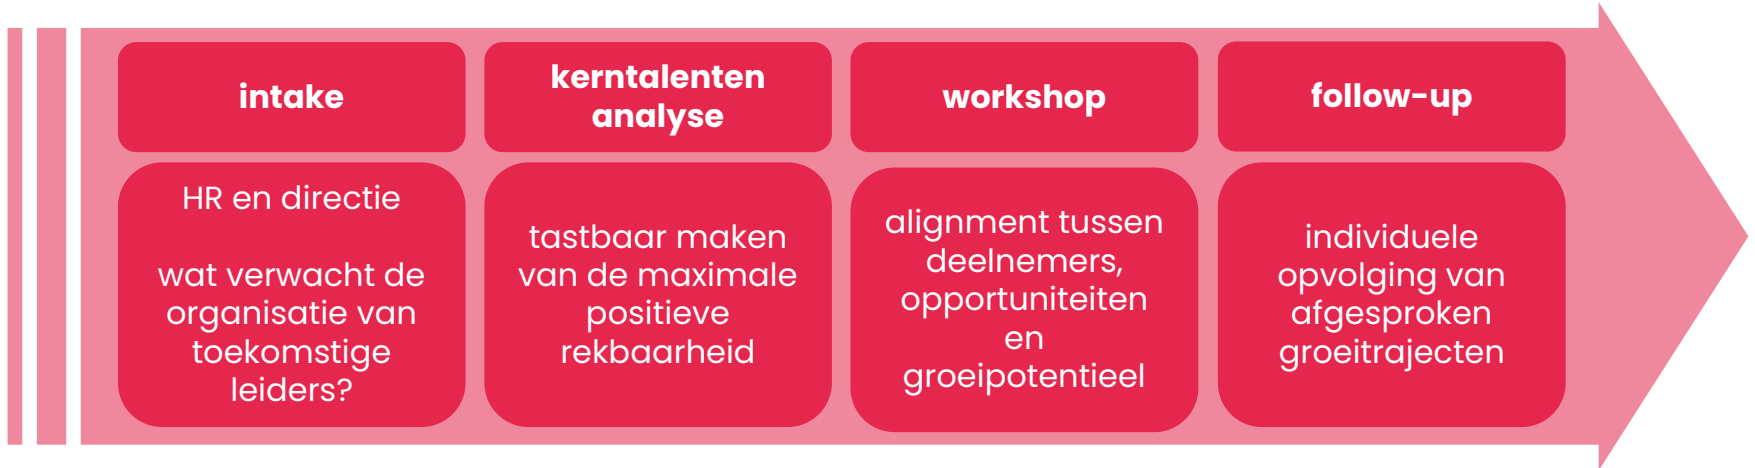 intake
HR en directie
wat verwacht de
organisatie van
toekomstige
leiders?
kerntalenten
analyse
tastbaar maken
van de maximale
positieve
rekbaarheid
workshop
alignment tussen
deelnemers,
opportuniteiten
en
groeipotentieel
follow-up
individuele
opvolging van
afgesproken
groeitrajecten